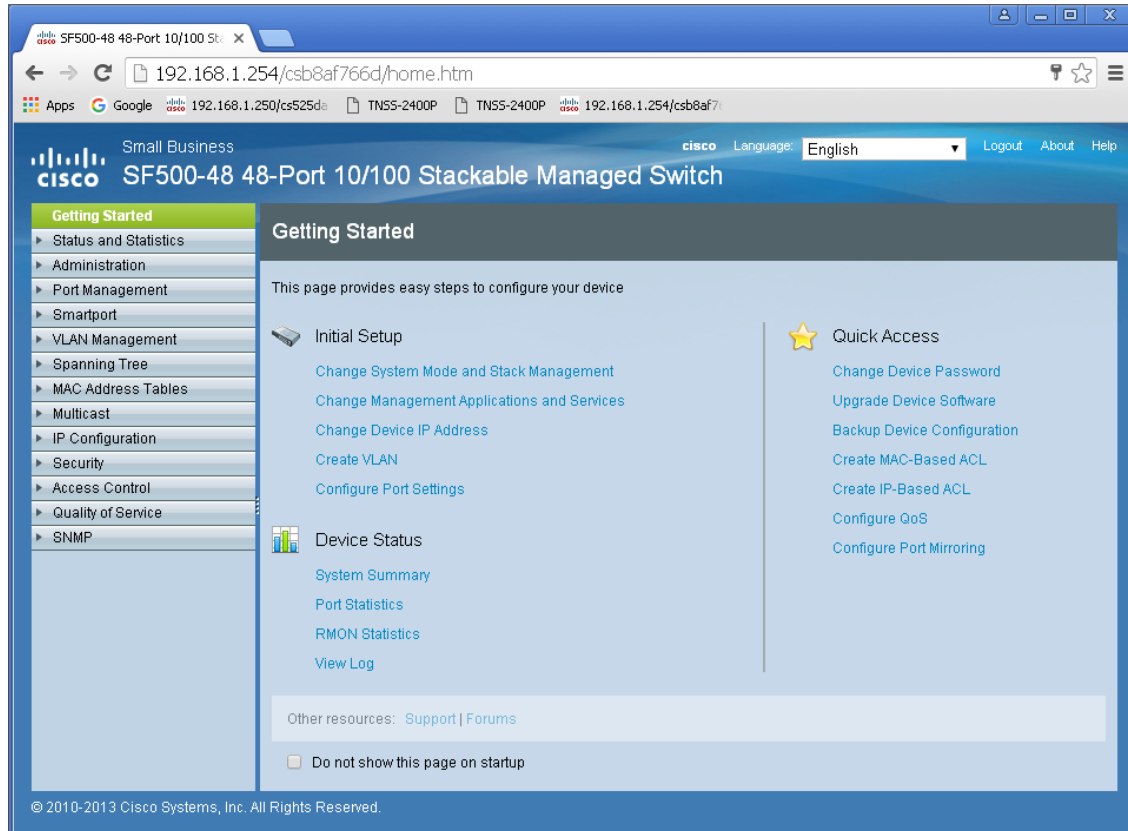 SF500-48 48-Port 10/100 Sta
192.168.1.254/csb8af766d/home.htm
Apps Google 192.168.1.250/cs525da TNSS-2400P TNSS-2400P 192.168.1.254/csb8af7
Small Business
cisco Language: English Logout About Help
CISCO SF500-48 48-Port 10/100 Stackable Managed Switch
Getting Started
Status and Statistics
Administration
Port Management
Smartport
VLAN Management
Spanning Tree
MAC Address Tables
Multicast
IP Configuration
Security
Access Control
Quality of Service
SNMP
Getting Started
This page provides easy steps to configure your device
Initial Setup
Change System Mode and Stack Management
Change Management Applications and Services
Change Device IP Address
Create VLAN
Configure Port Settings
Device Status
System Summary
Port Statistics
RMON Statistics
View Log
Quick Access
Change Device Password
Upgrade Device Software
Backup Device Configuration
Create MAC-Based ACL
Create IP-Based ACL
Configure QoS
Configure Port Mirroring
Other resources: Support | Forums
Do not show this page on startup
© 2010-2013 Cisco Systems, Inc. All Rights Reserved.